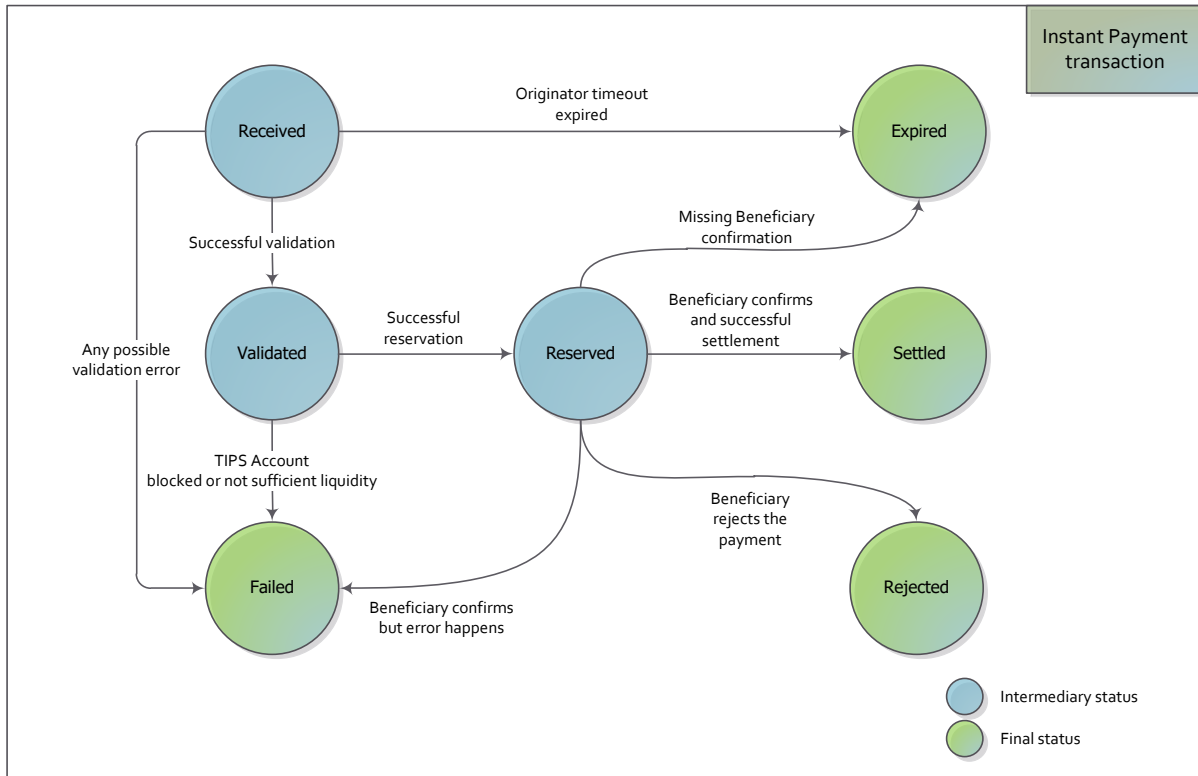 Instant Payment
transaction
Originator timeout
expired
Received
Expired
Missing Beneficiary
confirmation
Successful validation
Beneficiary confirms
and successful
settlement
Successful
reservation
Any possible
validation error
Validated
Reserved
Settled
TIPS Account
blocked or not sufficient liquidity
Beneficiary
rejects the
payment
Failed
Rejected
Beneficiary confirms
but error happens
Intermediary status
Final status